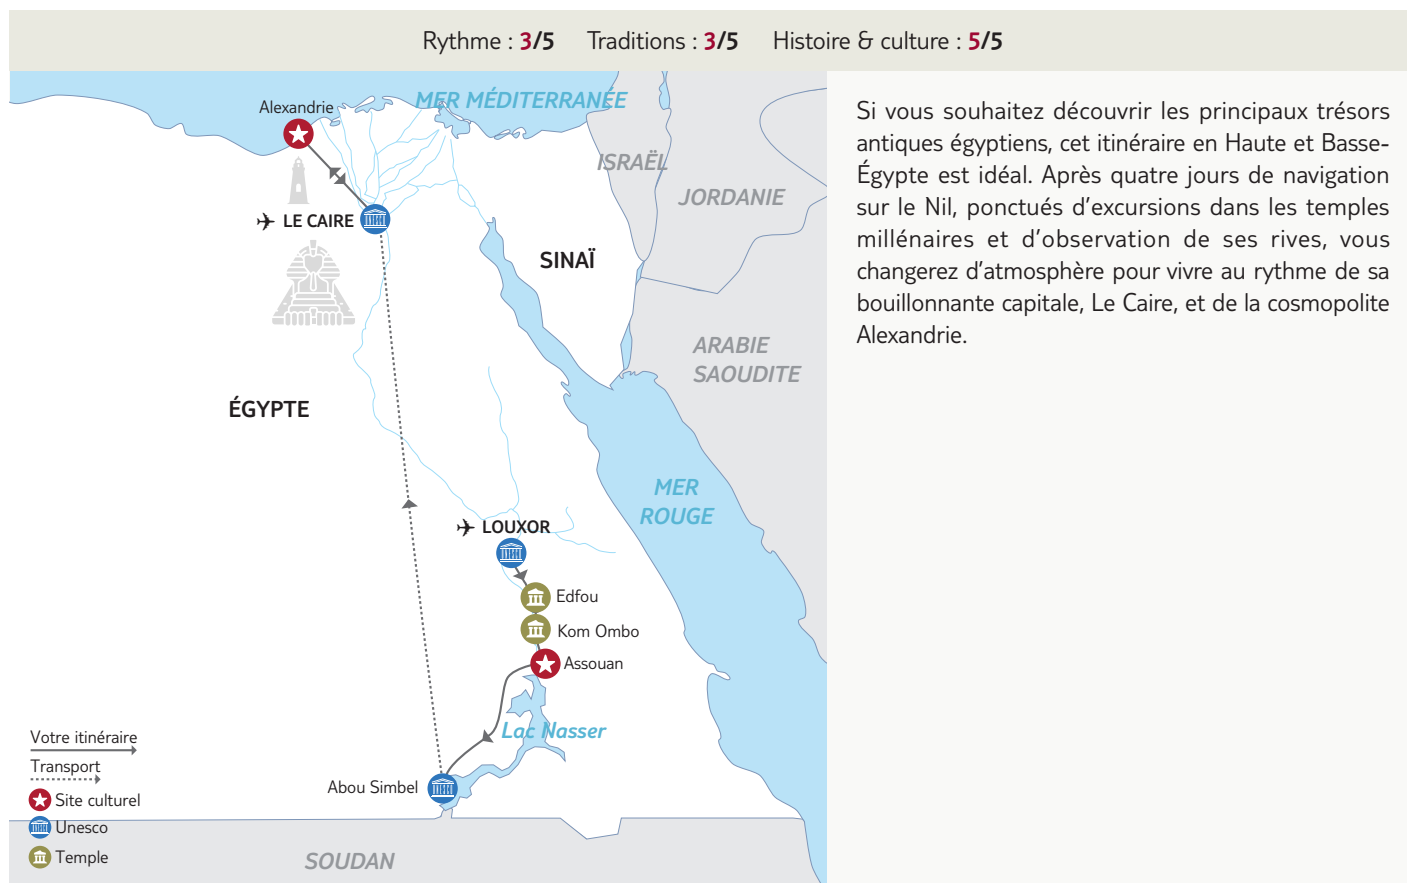 Rythme : 3/5 Traditions : 3/5 Histoire & culture : 5/5
MER MÉDITERRANÉE
Alexandrie
ISRAËL
JORDANIE
LE CAIRE
SINAÏ
ARABIE
SAOUDITE
ÉGYPTE
MER
ROUGE
LOUXOR
Edfou
Kom Ombo
Assouan
Lac Nasser
Abou Simbel
SOUDAN
Votre itinéraire
Transport
Site culturel
Unesco
Temple
Si vous souhaitez découvrir les principaux trésors
antiques égyptiens, cet itinéraire en Haute et Basse-
Égypte est idéal. Après quatre jours de navigation
sur le Nil, ponctués d’excursions dans les temples
millénaires et d’observation de ses rives, vous
changerez d’atmosphère pour vivre au rythme de sa
bouillonnante capitale, Le Caire, et de la cosmopolite
Alexandrie.